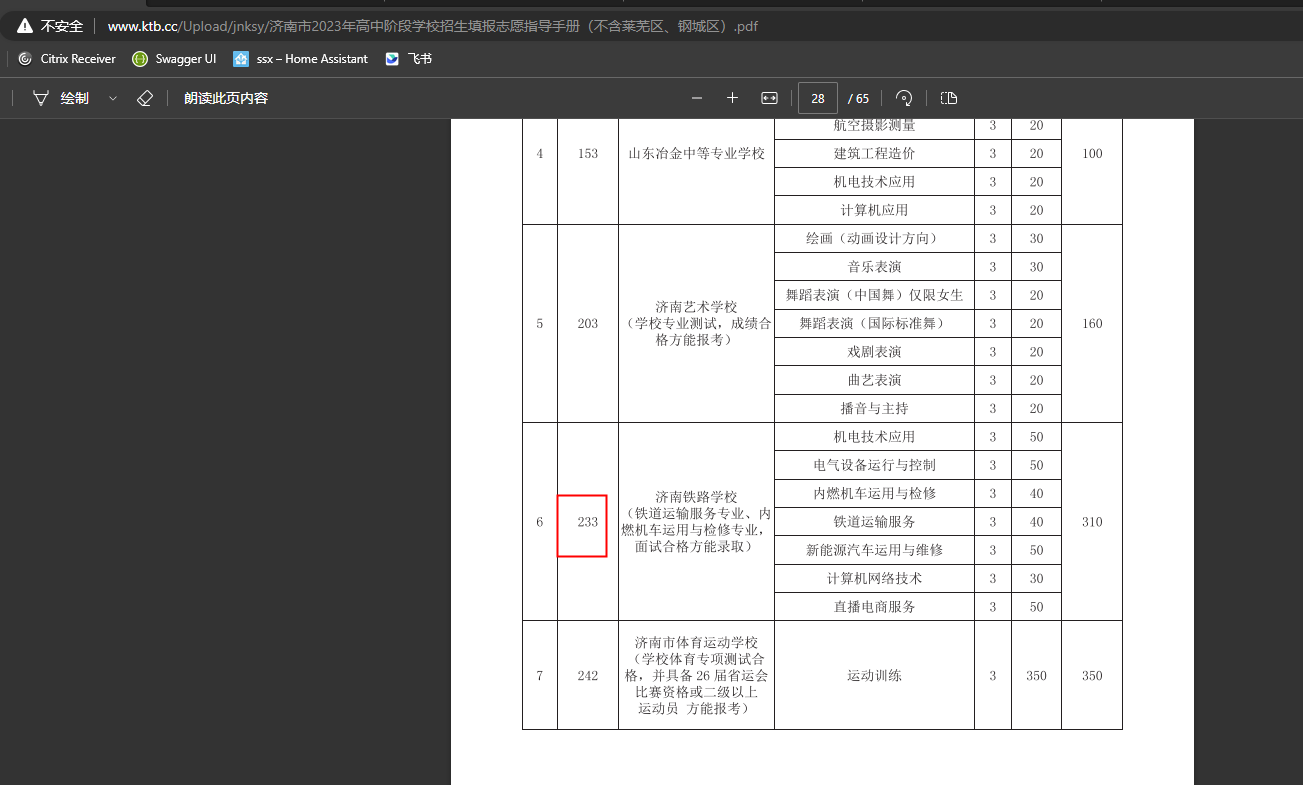 不安全 www.ktb.cc/Upload/jnksy/济南市2023年高中阶段学校招生填报志愿指导手册（不含莱芜区、钢城区）.pdf
Citrix Receiver Swagger UI ssx – Home Assistant 飞书
绘制 朗读此页内容 28 / 65
航空摄影测量 3 20
4 153 山东冶金中等专业学校 建筑工程造价 3 20 100
机电技术应用 3 20
计算机应用 3 20
绘画（动画设计方向） 3 30
音乐表演 3 30
舞蹈表演（中国舞）仅限女生 3 20
济南艺术学校
5 203 （学校专业测试，成绩合 舞蹈表演（国际标准舞） 3 20 160
格方能报考）
戏剧表演 3 20
曲艺表演 3 20
播音与主持 3 20
机电技术应用 3 50
电气设备运行与控制 3 50
济南铁路学校 内燃机车运用与检修 3 40
（铁道运输服务专业、内
6 233 燃机车运用与检修专业， 铁道运输服务 3 40 310
面试合格方能录取） 新能源汽车运用与维修 3 50
计算机网络技术 3 30
直播电商服务 3 50
济南市体育运动学校
（学校体育专项测试合
7 242 格，并具备 26 届省运会 运动训练 3 350 350
比赛资格或二级以上
运动员 方能报考）